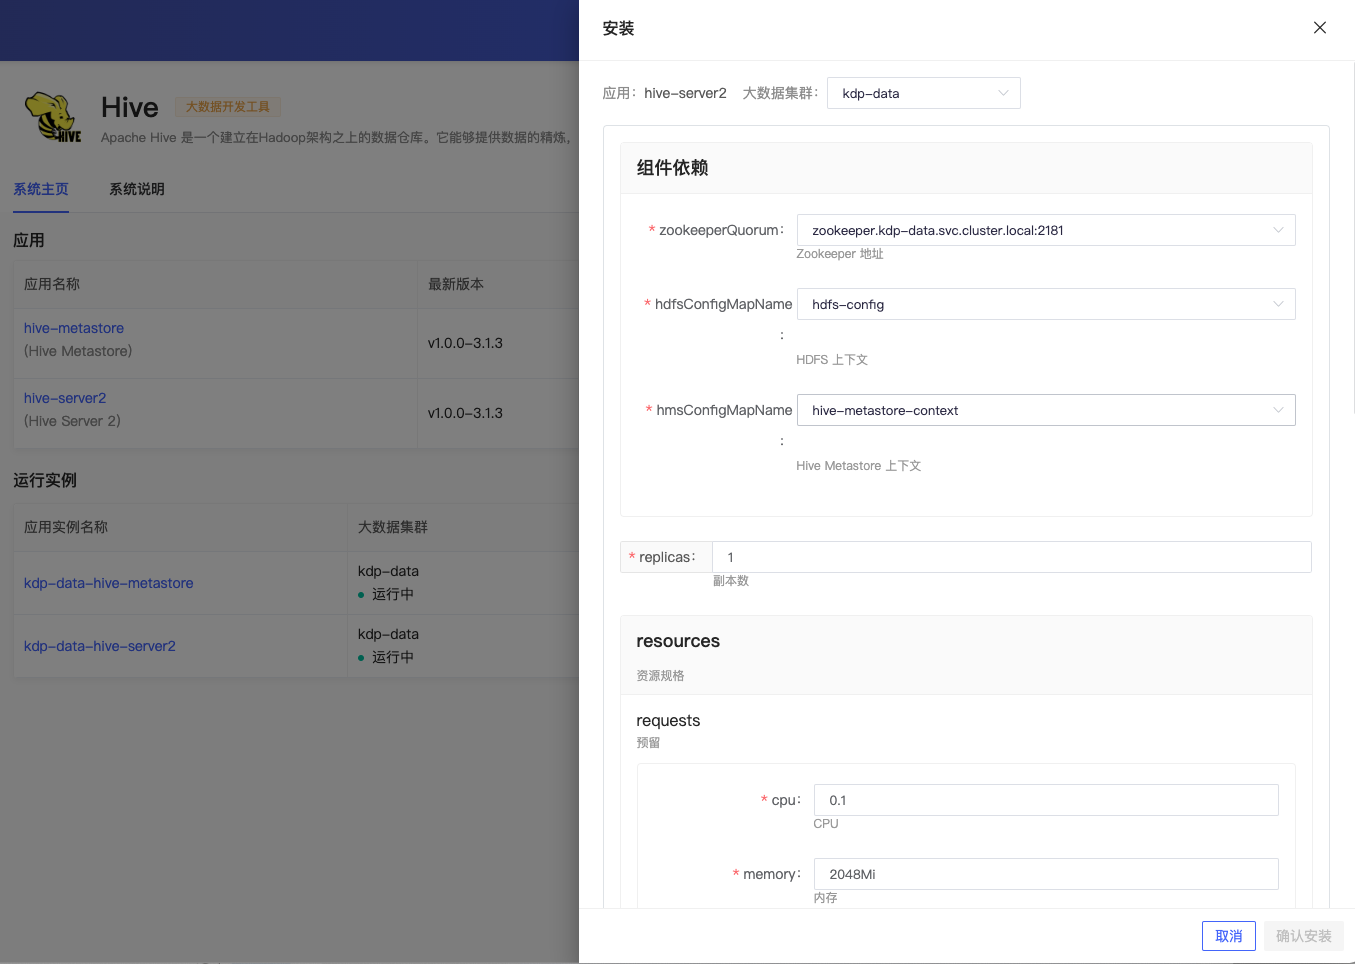 HIVE
Hive 大数据开发工具
Apache Hive 是一个建立在Hadoop架构之上的数据仓库。它能够提供数据的精炼，
系统主页 系统说明
应用
应用名称 最新版本
hive-metastore
(Hive Metastore)
v1.0.0-3.1.3
hive-server2
(Hive Server 2)
v1.0.0-3.1.3
运行实例
应用实例名称 大数据集群
kdp-data-hive-metastore
kdp-data
运行中
kdp-data-hive-server2
kdp-data
运行中
安装
应用： hive-server2 大数据集群： kdp-data
组件依赖
* zookeeperQuorum： zookeeper.kdp-data.svc.cluster.local:2181
Zookeeper 地址
* hdfsConfigMapName： hdfs-config
HDFS 上下文
* hmsConfigMapName： hive-metastore-context
Hive Metastore 上下文
* replicas： 1
副本数
resources
资源规格
requests
预留
* cpu： 0.1
CPU
* memory： 2048Mi
内存
取消 确认安装